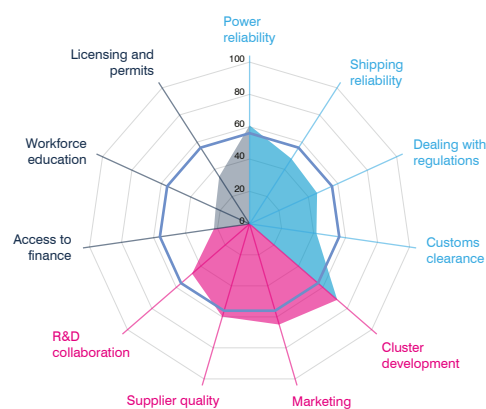 Power
reliability
Licensing and
permits
100
Shipping
reliability
80
60
Workforce
education
40
Dealing with
regulations
20
0
Access to
finance
Customs
clearance
R&D
collaboration
Cluster
development
Supplier quality
Marketing